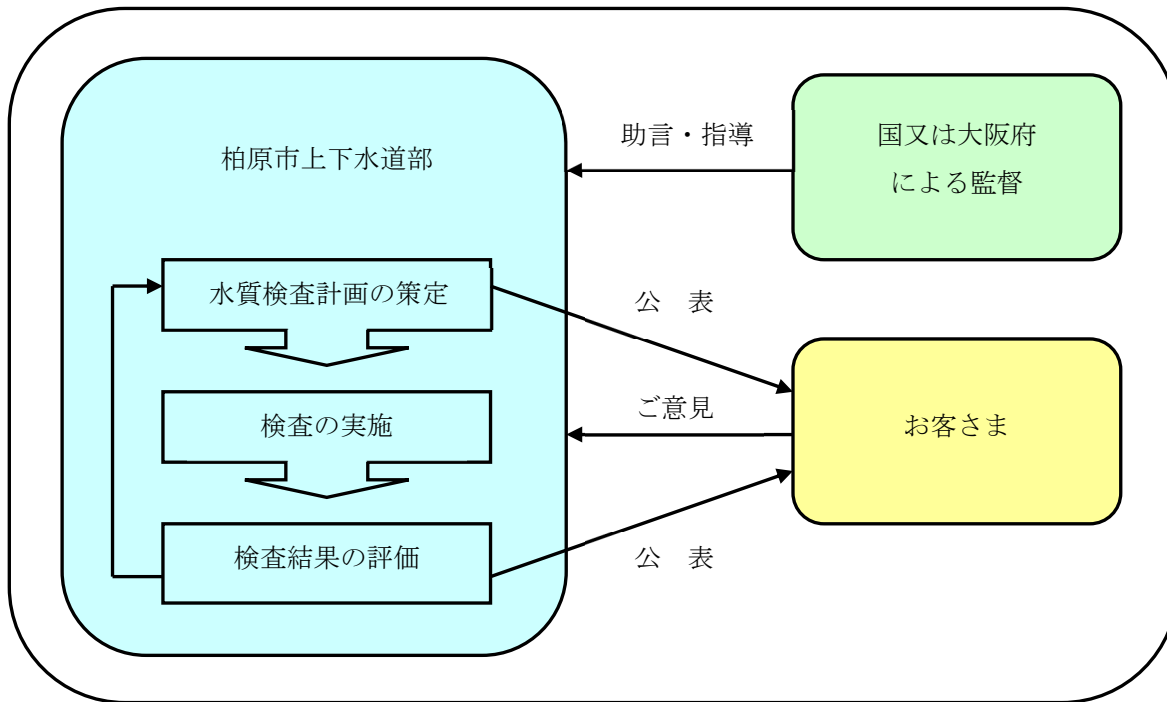 柏原市上下水道部
助言・指導
国又は大阪府
による監督
水質検査計画の策定
公　表
検査の実施
ご意見
お客さま
検査結果の評価
公　表